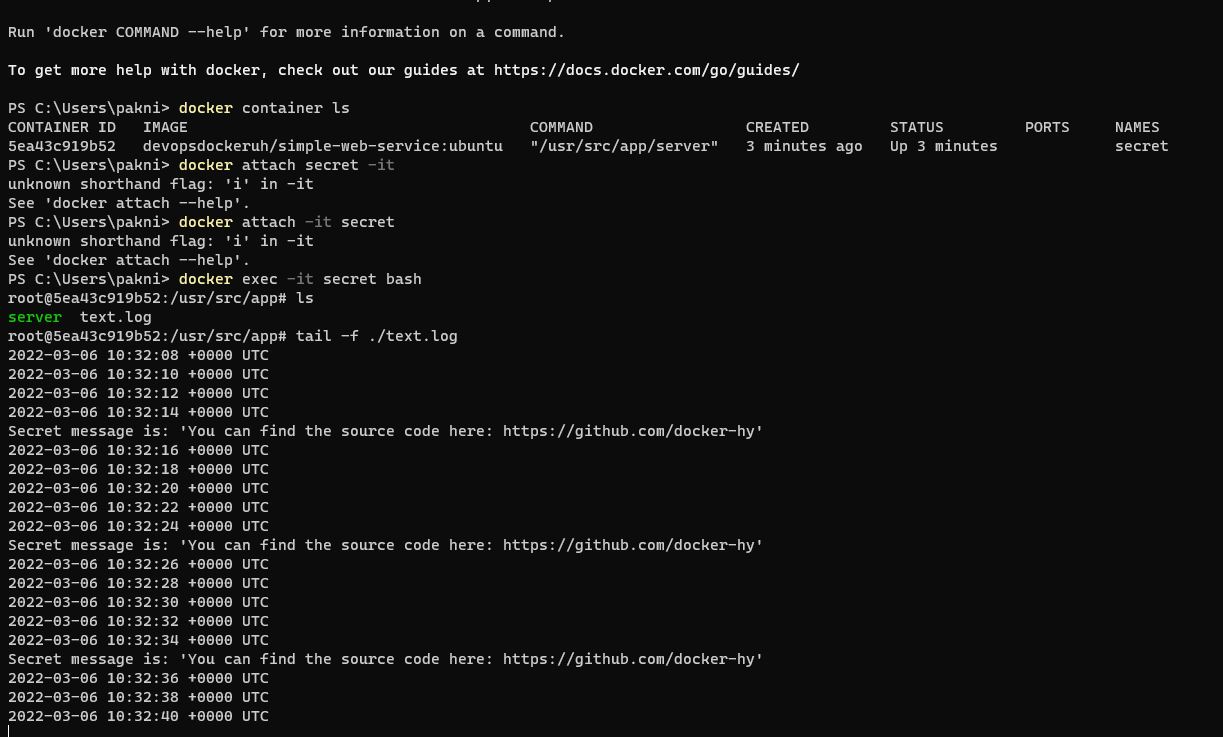 Run 'docker COMMAND --help' for more information on a command.
To get more help with docker, check out our guides at https://docs.docker.com/go/guides/
PS C:\Users\pakni> docker container ls
CONTAINER ID   IMAGE                                      COMMAND                 CREATED         STATUS         PORTS     NAMES
5ea43c919b52   devopsdockeruh/simple-web-service:ubuntu   "/usr/src/app/server"   3 minutes ago   Up 3 minutes             secret
PS C:\Users\pakni> docker attach secret -it
unknown shorthand flag: 'i' in -it
See 'docker attach --help'.
PS C:\Users\pakni> docker attach -it secret
unknown shorthand flag: 'i' in -it
See 'docker attach --help'.
PS C:\Users\pakni> docker exec -it secret bash
root@5ea43c919b52:/usr/src/app# ls
server  text.log
root@5ea43c919b52:/usr/src/app# tail -f ./text.log
2022-03-06 10:32:08 +0000 UTC
2022-03-06 10:32:10 +0000 UTC
2022-03-06 10:32:12 +0000 UTC
2022-03-06 10:32:14 +0000 UTC
Secret message is: 'You can find the source code here: https://github.com/docker-hy'
2022-03-06 10:32:16 +0000 UTC
2022-03-06 10:32:18 +0000 UTC
2022-03-06 10:32:20 +0000 UTC
2022-03-06 10:32:22 +0000 UTC
2022-03-06 10:32:24 +0000 UTC
Secret message is: 'You can find the source code here: https://github.com/docker-hy'
2022-03-06 10:32:26 +0000 UTC
2022-03-06 10:32:28 +0000 UTC
2022-03-06 10:32:30 +0000 UTC
2022-03-06 10:32:32 +0000 UTC
2022-03-06 10:32:34 +0000 UTC
Secret message is: 'You can find the source code here: https://github.com/docker-hy'
2022-03-06 10:32:36 +0000 UTC
2022-03-06 10:32:38 +0000 UTC
2022-03-06 10:32:40 +0000 UTC